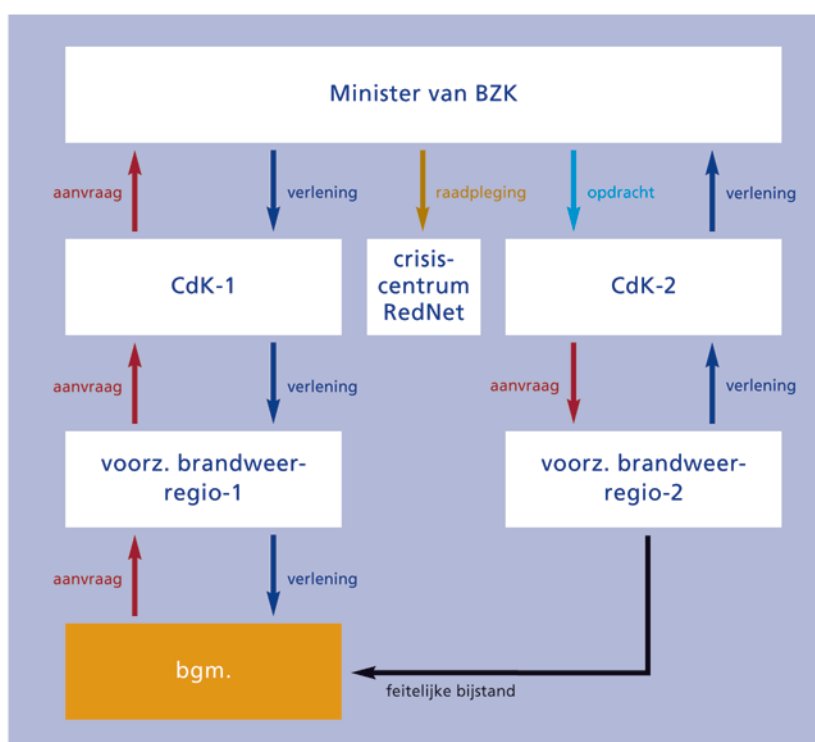 Minister van BZK
aanvraag
verlening
raadpleging
opdracht
verlening
CdK-1
crisis-
centrum
RedNet
CdK-2
aanvraag
verlening
aanvraag
verlening
voorz. brandweer-
regio-1
voorz. brandweer-
regio-2
aanvraag
verlening
bgm.
feitelijke bijstand